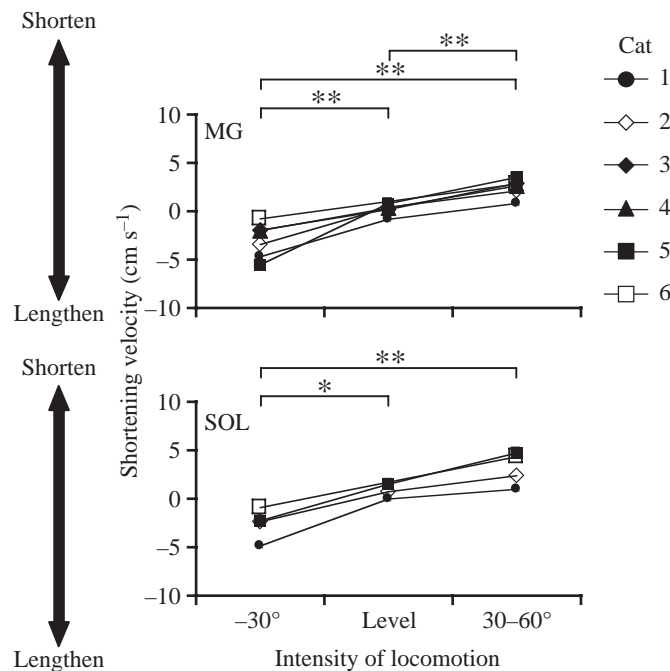 Shorten
Lengthen
Shorten
Lengthen
Shortening velocity (cm s⁻¹)
**
**
**
MG
10
5
0
–5
–10
**
*
SOL
10
5
0
–5
–10
–30° Level 30–60°
Intensity of locomotion
Cat
1
2
3
4
5
6